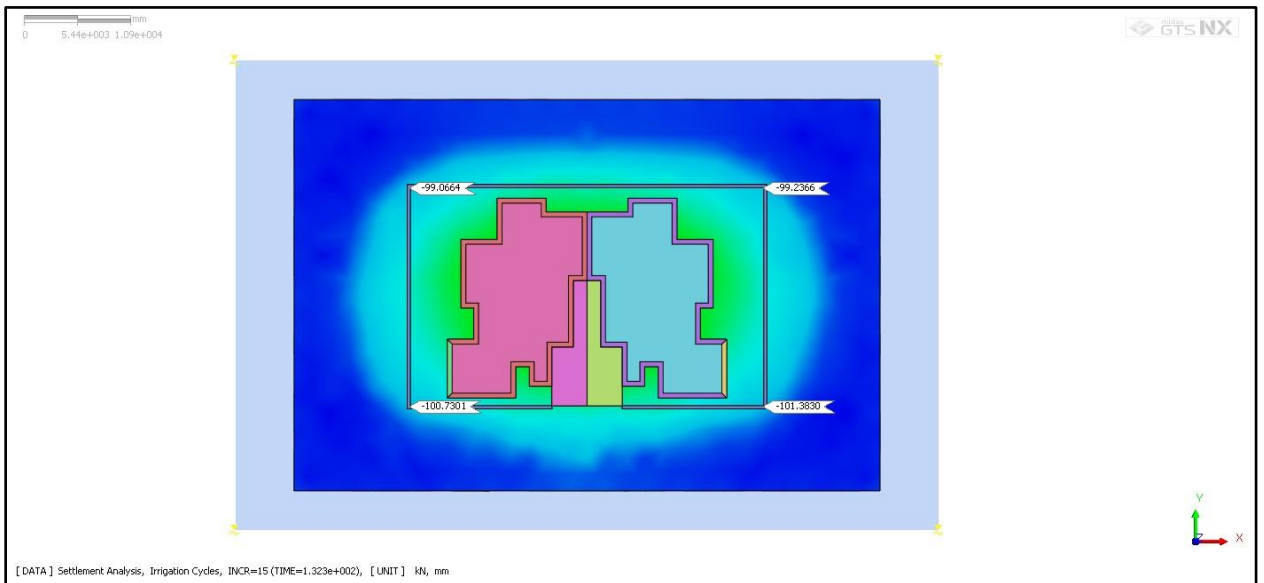 mm
0 5.44e+003 1.09e+004
midas
GTS NX
-99.0664 -99.2366
-100.7301 -101.3830
Y
Z X
[ DATA ] Settlement Analysis, Irrigation Cycles, INCR=15 (TIME=1.323e+002), [ UNIT ] kN, mm